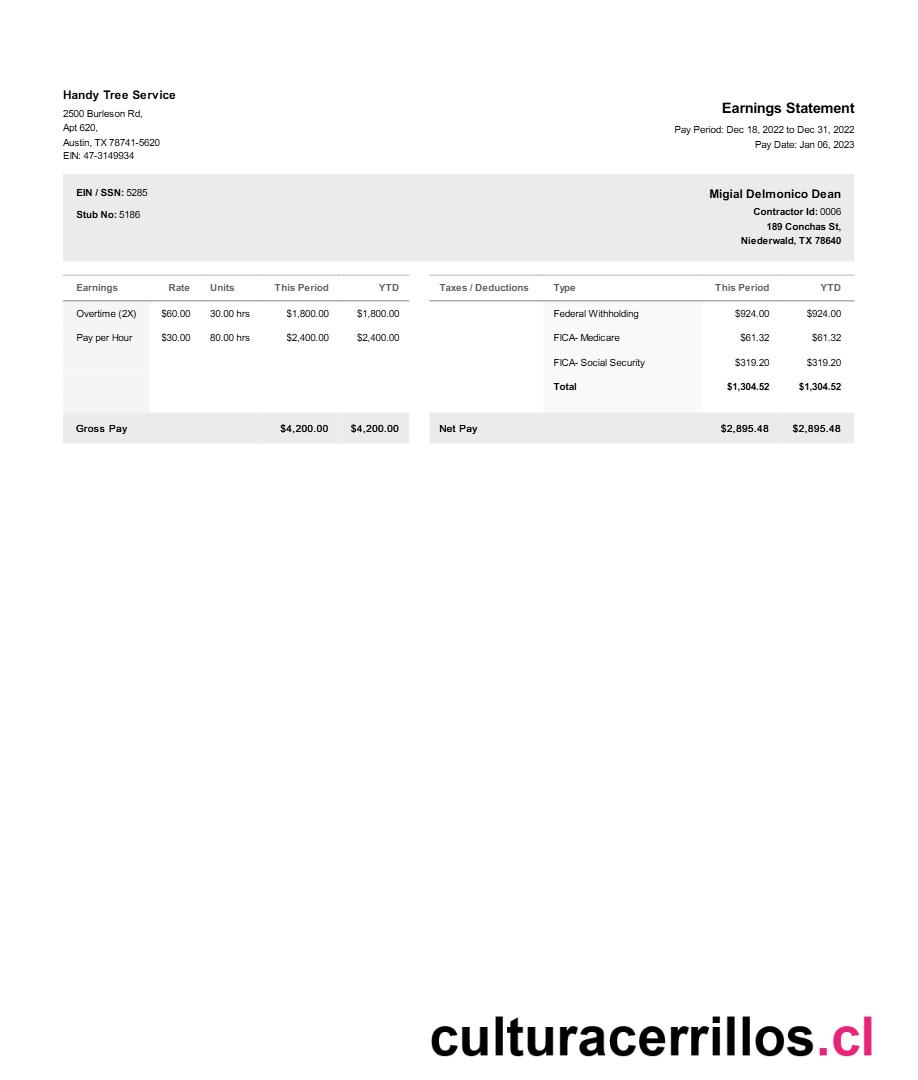 Handy Tree Service
2500 Burleson Rd,
Apt 620,
Austin, TX 78741-5620
EIN: 47-3149934
Earnings Statement
Pay Period: Dec 18, 2022 to Dec 31, 2022
Pay Date: Jan 06, 2023
EIN / SSN: 5285
Stub No: 5186
Migial Delmonico Dean
Contractor Id: 0006
189 Conchas St,
Niederwald, TX 78640
Earnings Rate Units This Period YTD
Overtime (2X) $60.00 30.00 hrs $1,800.00 $1,800.00
Pay per Hour $30.00 80.00 hrs $2,400.00 $2,400.00
Gross Pay $4,200.00 $4,200.00
Taxes / Deductions Type This Period YTD
Federal Withholding $924.00 $924.00
FICA- Medicare $61.32 $61.32
FICA- Social Security $319.20 $319.20
Total $1,304.52 $1,304.52
Net Pay $2,895.48 $2,895.48
culturacerrillos.cl